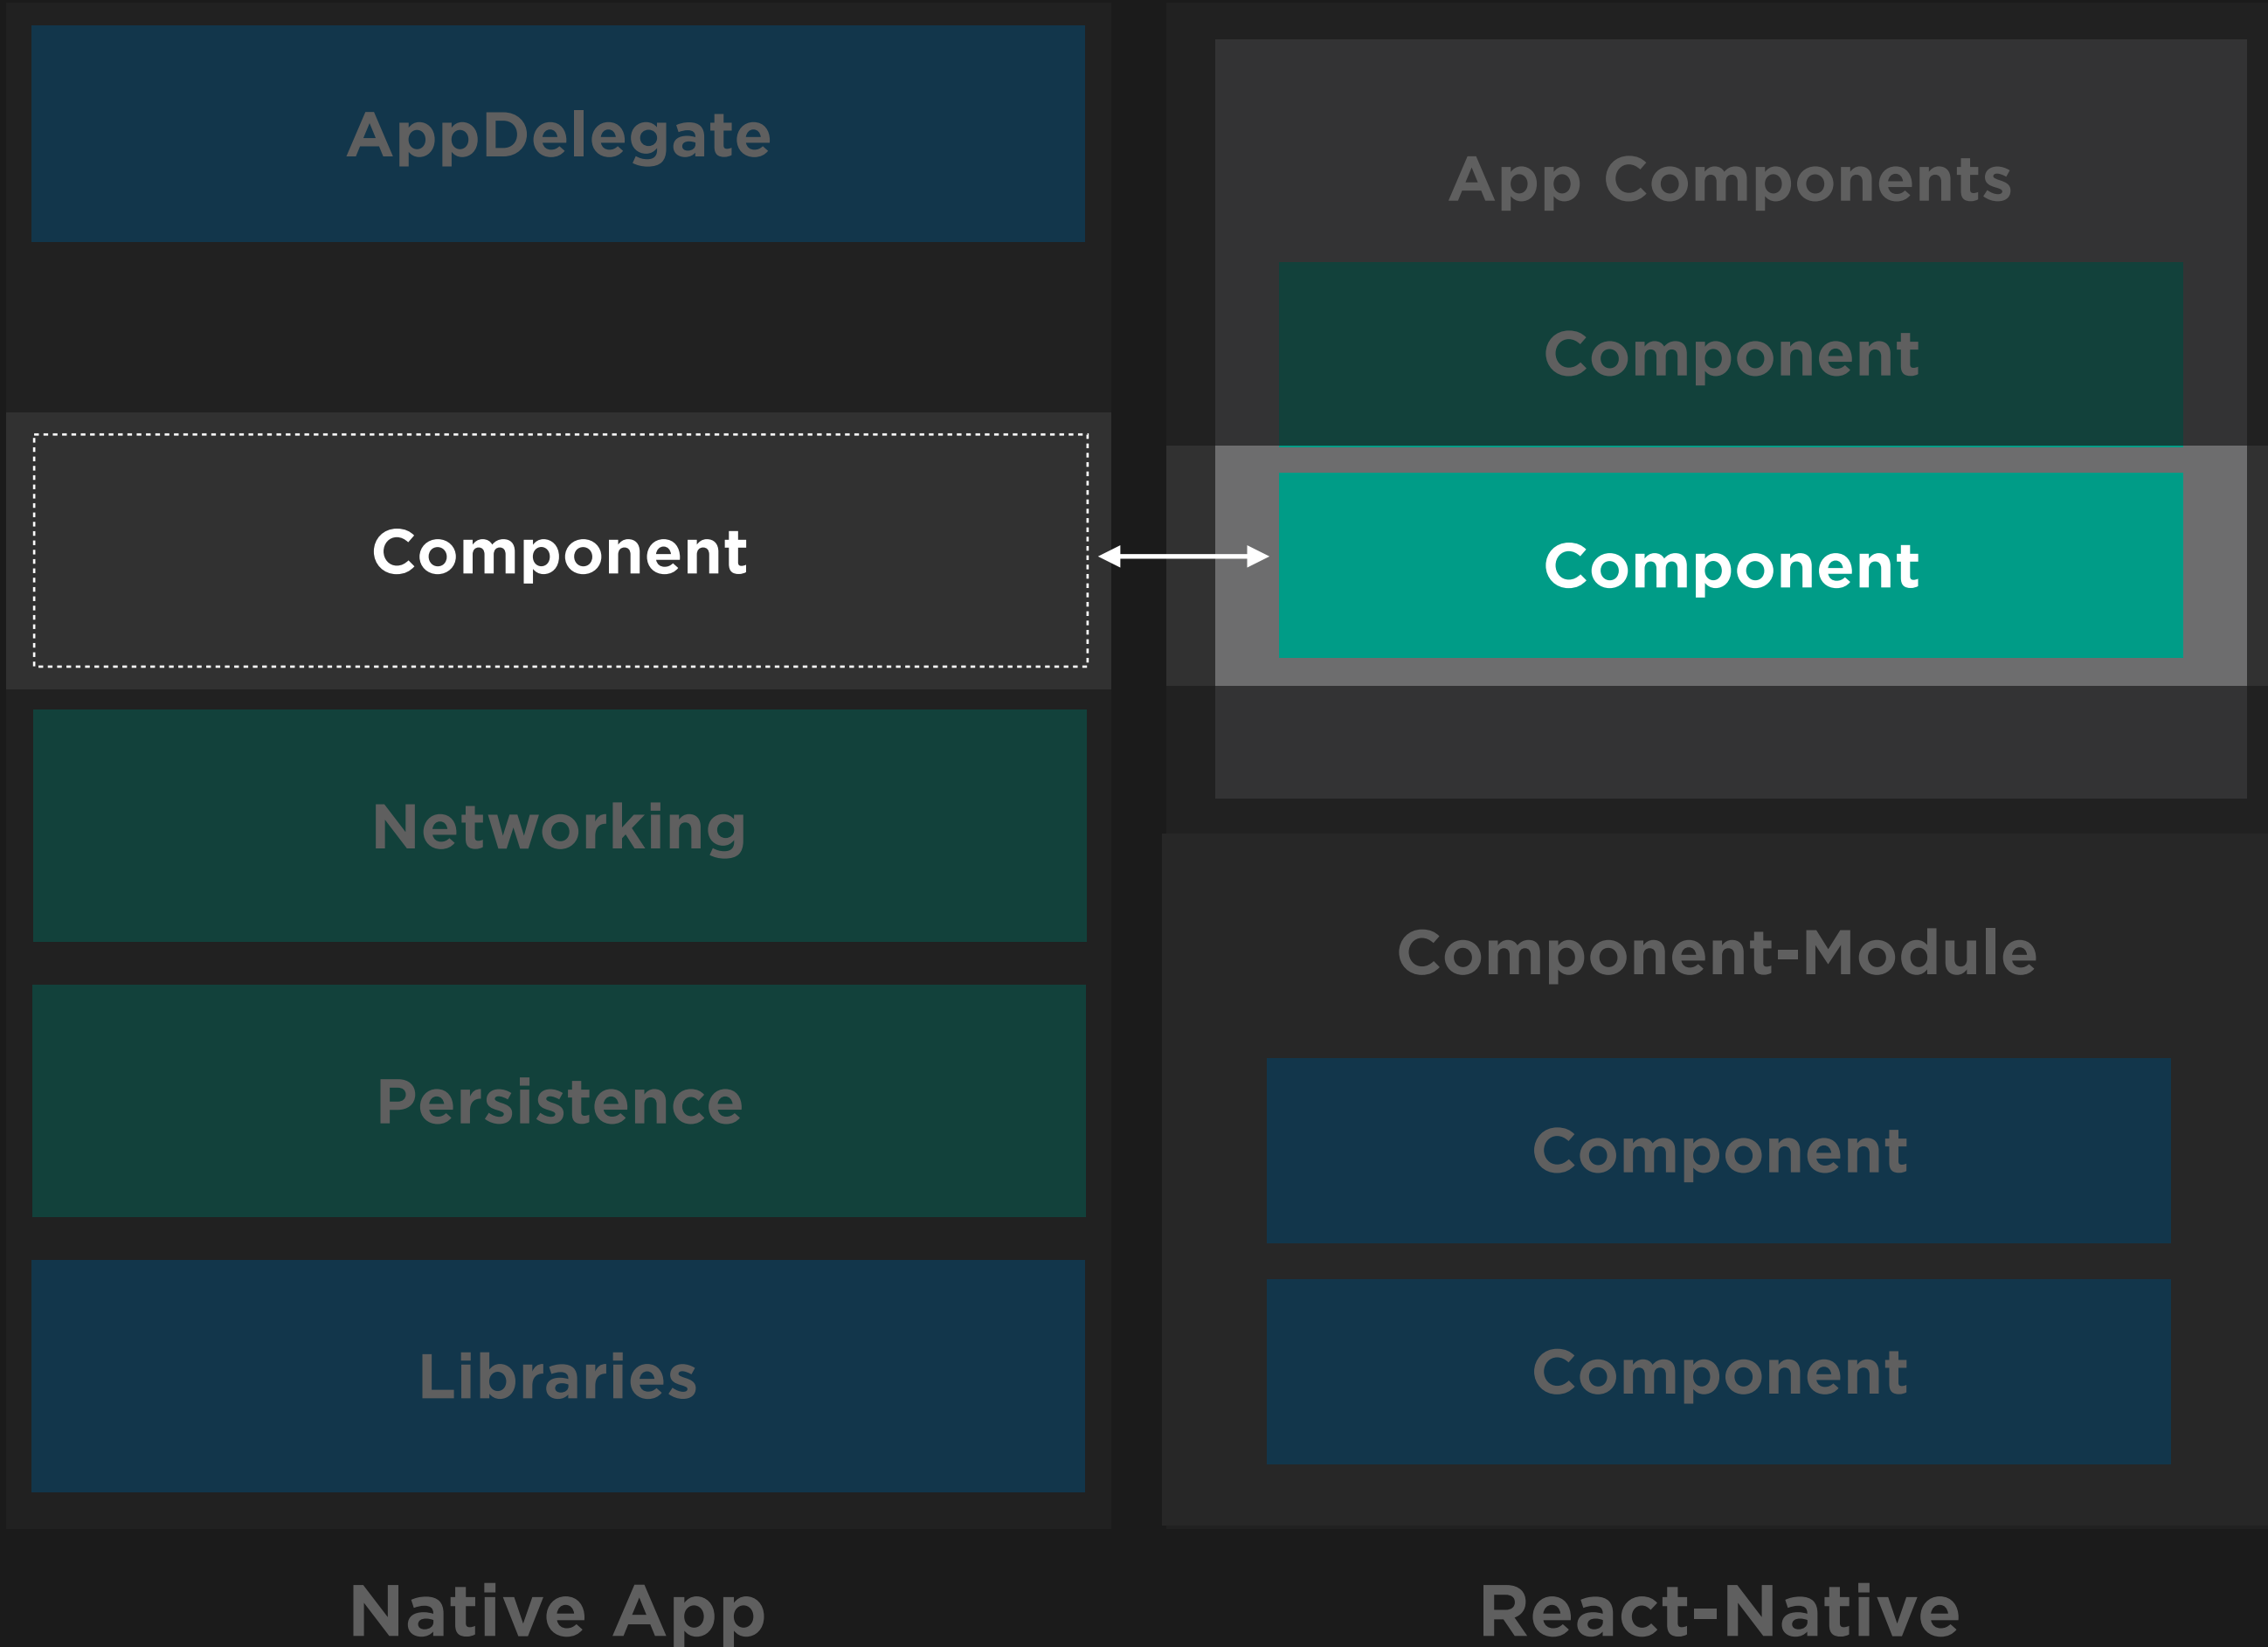 AppDelegate
Component
Networking
Persistence
Libraries
Native App
App Components
Component
Component
Component-Module
Component
Component
React-Native